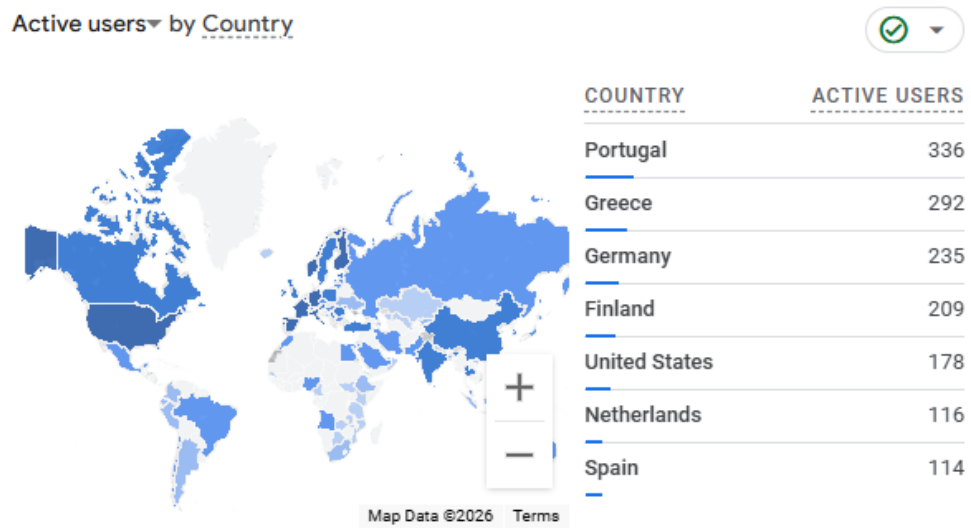 Active users by Country
COUNTRY ACTIVE USERS
Portugal 336
Greece 292
Germany 235
Finland 209
United States 178
Netherlands 116
Spain 114
+
−
Map Data ©2026 Terms